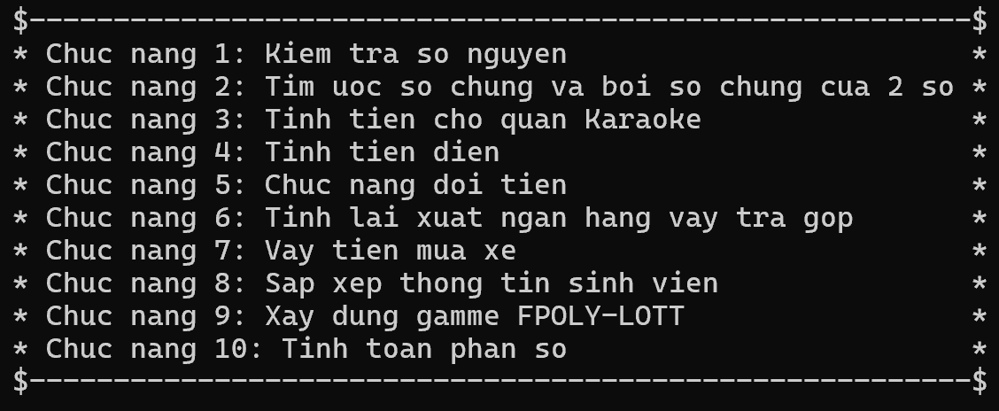 $--------------------------------------------------------$
* Chuc nang 1: Kiem tra so nguyen                        *
* Chuc nang 2: Tim uoc so chung va boi so chung cua 2 so *
* Chuc nang 3: Tinh tien cho quan Karaoke                *
* Chuc nang 4: Tinh tien dien                            *
* Chuc nang 5: Chuc nang doi tien                        *
* Chuc nang 6: Tinh lai xuat ngan hang vay tra gop       *
* Chuc nang 7: Vay tien mua xe                           *
* Chuc nang 8: Sap xep thong tin sinh vien               *
* Chuc nang 9: Xay dung gamme FPOLY-LOTT                 *
* Chuc nang 10: Tinh toan phan so                        *
$--------------------------------------------------------$